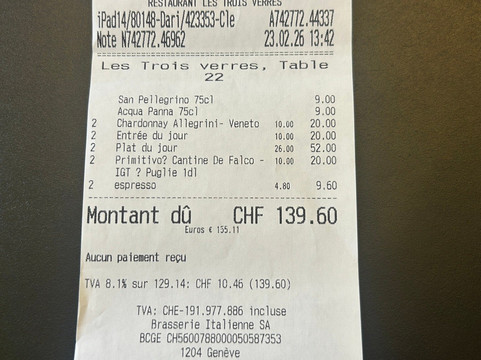 RESTAURANT LES TROIS VERRES
iPad14/80148-Dari/423353-Cle A742772.44337
Note N742772.46962 23.02.26 13:42
Les Trois verres, Table
22
San Pellegrino 75cl 9.00
Acqua Panna 75cl 9.00
2 Chardonnay Allegrini- Veneto 10.00 20.00
2 Entrée du jour 10.00 20.00
2 Plat du jour 26.00 52.00
2 Primitivo? Cantine De Falco - 10.00 20.00
IGT ? Puglie 1dl
2 espresso 4.80 9.60
Montant dû CHF 139.60
Euros € 155.11
Aucun paiement reçu
TVA 8.1% sur 129.14: CHF 10.46 (139.60)
TVA: CHE-191.977.886 incluse
Brasserie Italienne SA
BCGE CH5600788000050587353
1204 Genève